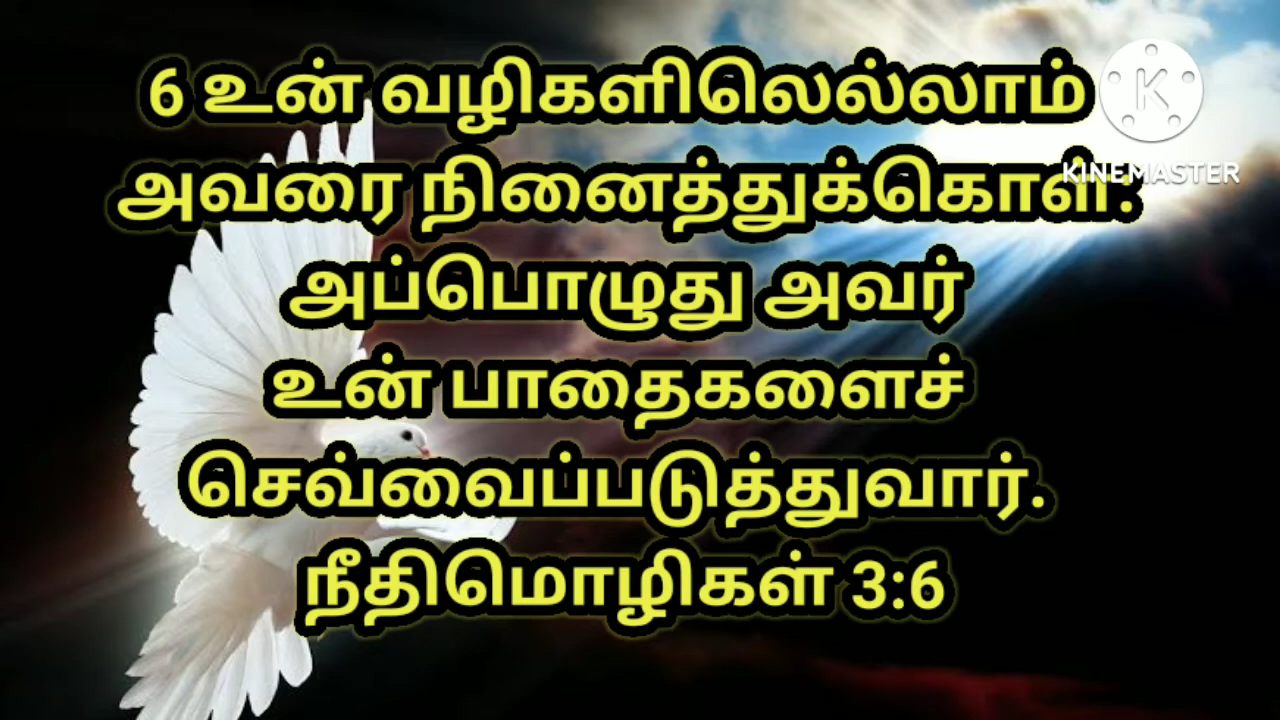 6 உன் வழிகளிலெல்லாம்
அவரை நினைத்துக்கொள்:
அப்பொழுது அவர்
உன் பாதைகளைச்
செவ்வைப்படுத்துவார்.
நீதிமொழிகள் 3:6
K
KINEMASTER